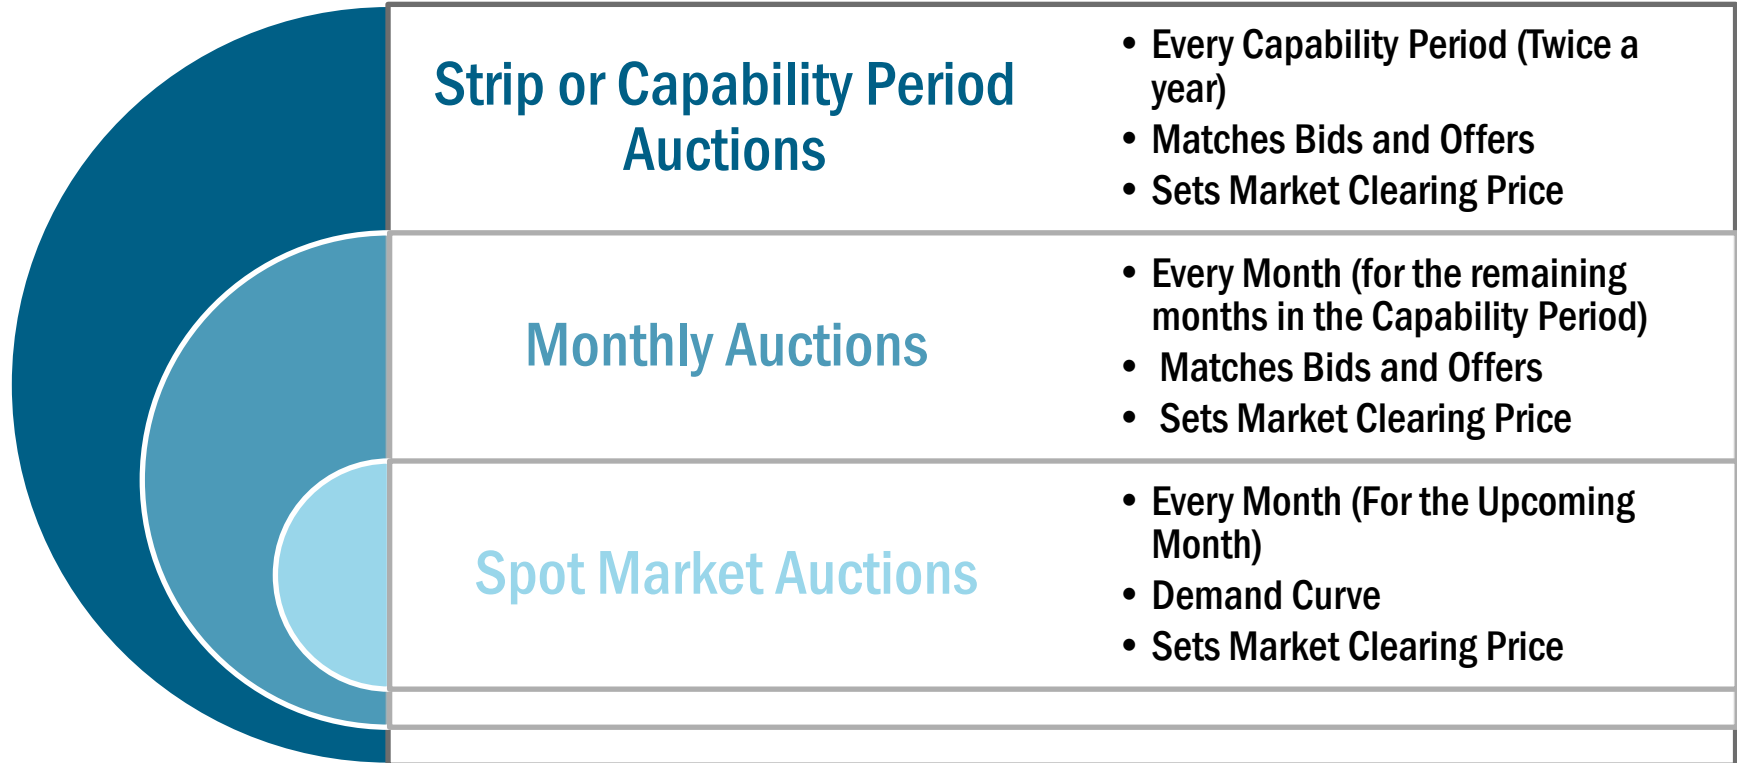 Strip or Capability Period
Auctions
• Every Capability Period (Twice a
year)
• Matches Bids and Offers
• Sets Market Clearing Price
Monthly Auctions
• Every Month (for the remaining
months in the Capability Period)
• Matches Bids and Offers
• Sets Market Clearing Price
Spot Market Auctions
• Every Month (For the Upcoming
Month)
• Demand Curve
• Sets Market Clearing Price